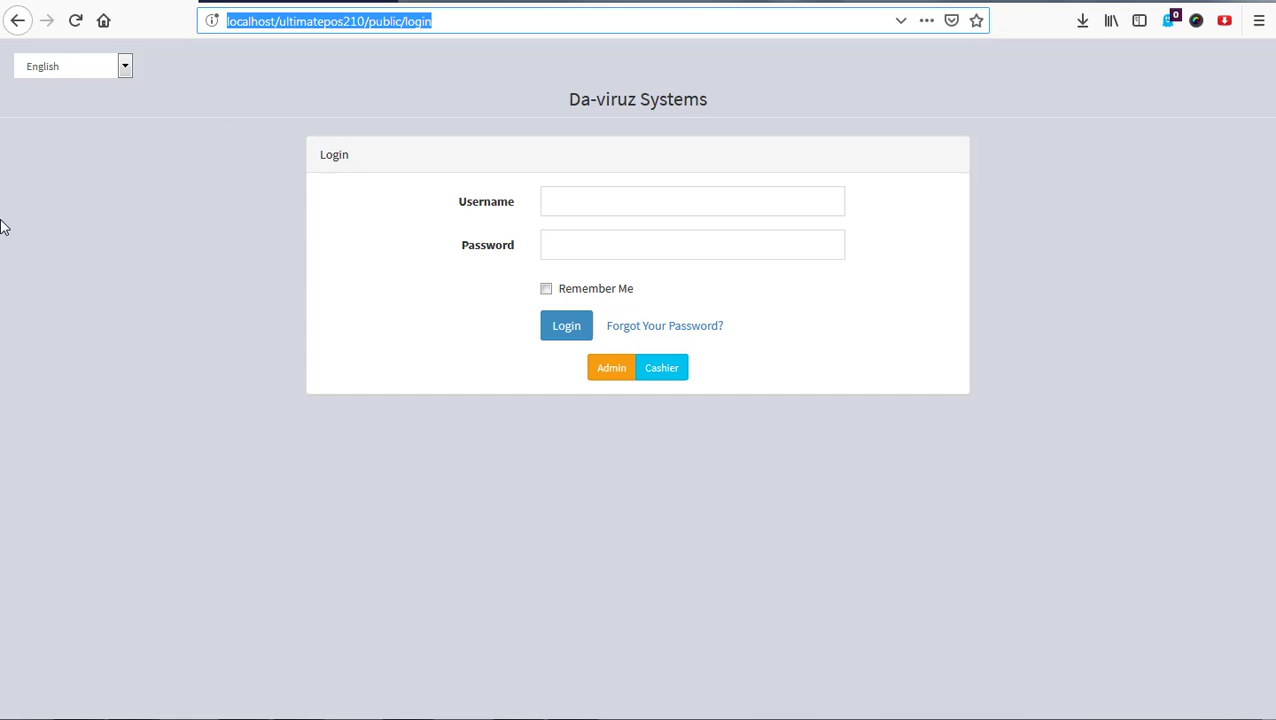 localhost/ultimatepos210/public/login
0
English
Da-viruz Systems
Login
Username
Password
Remember Me
Login Forgot Your Password?
Admin Cashier